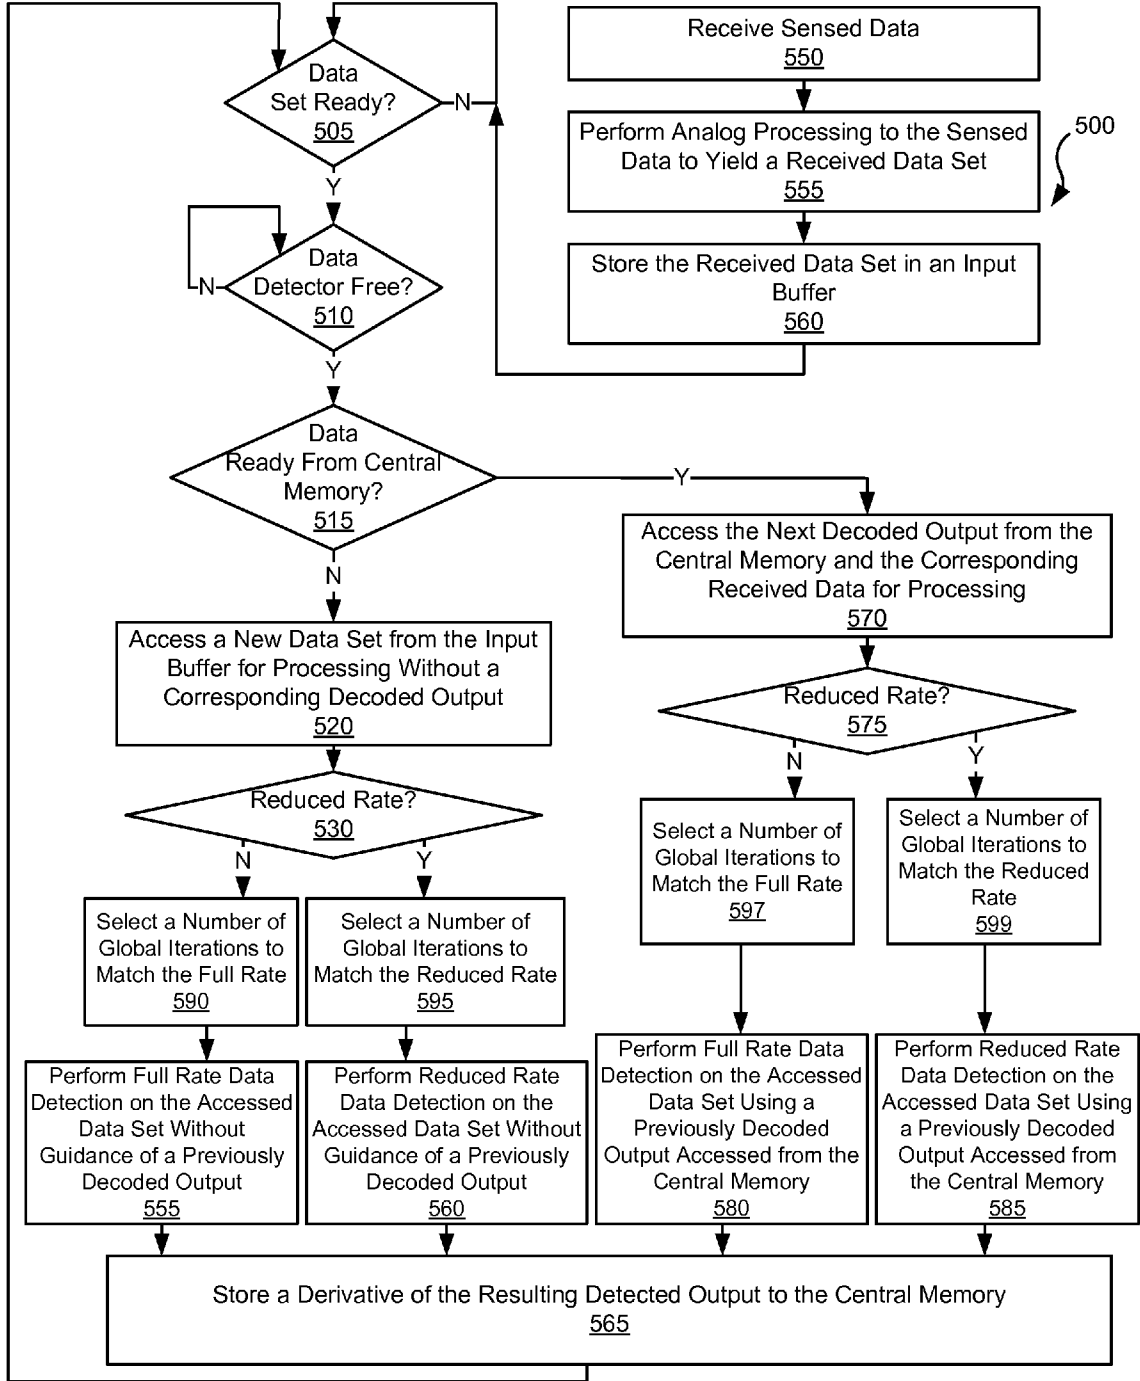 Receive Sensed Data
550
Perform Analog Processing to the Sensed
Data to Yield a Received Data Set
555
500
Store the Received Data Set in an Input
Buffer
560
Data
Set Ready?
505
N
Y
Data
Detector Free?
510
N
Y
Data
Ready From Central
Memory?
515
Y
N
Access the Next Decoded Output from the
Central Memory and the Corresponding
Received Data for Processing
570
Access a New Data Set from the Input
Buffer for Processing Without a
Corresponding Decoded Output
520
Reduced Rate?
575
N
Y
Reduced Rate?
530
N
Y
Select a Number of
Global Iterations to
Match the Full Rate
597
Select a Number of
Global Iterations to
Match the Reduced
Rate
599
Select a Number of
Global Iterations to
Match the Full Rate
590
Select a Number of
Global Iterations to
Match the Reduced Rate
595
Perform Full Rate Data
Detection on the Accessed
Data Set Without
Guidance of a Previously
Decoded Output
555
Perform Reduced Rate
Data Detection on the
Accessed Data Set Without
Guidance of a Previously
Decoded Output
560
Perform Full Rate Data
Detection on the Accessed
Data Set Using a
Previously Decoded
Output Accessed from the
Central Memory
580
Perform Reduced Rate
Data Detection on the
Accessed Data Set Using
a Previously Decoded
Output Accessed from
the Central Memory
585
Store a Derivative of the Resulting Detected Output to the Central Memory
565